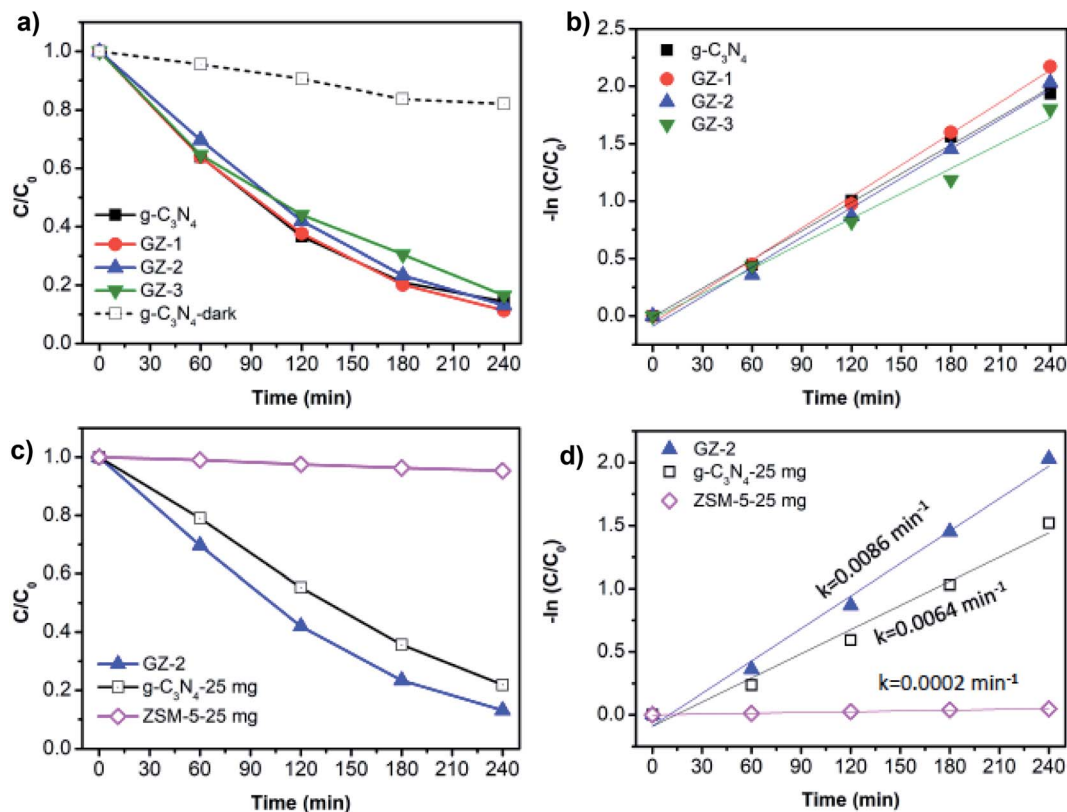 a)
1.0
0.8
0.6
0.4
0.2
0.0
C/C₀
g-C₃N₄
GZ-1
GZ-2
GZ-3
g-C₃N₄-dark
0 30 60 90 120 150 180 210 240
Time (min)
b)
2.5
2.0
1.5
1.0
0.5
0.0
-ln (C/C₀)
g-C₃N₄
GZ-1
GZ-2
GZ-3
0 30 60 90 120 150 180 210 240
Time (min)
c)
1.0
0.8
0.6
0.4
0.2
0.0
C/C₀
GZ-2
g-C₃N₄-25 mg
ZSM-5-25 mg
0 30 60 90 120 150 180 210 240
Time (min)
d)
2.0
1.5
1.0
0.5
0.0
-ln (C/C₀)
GZ-2
g-C₃N₄-25 mg
ZSM-5-25 mg
k=0.0086 min⁻¹
k=0.0064 min⁻¹
k=0.0002 min⁻¹
0 30 60 90 120 150 180 210 240
Time (min)